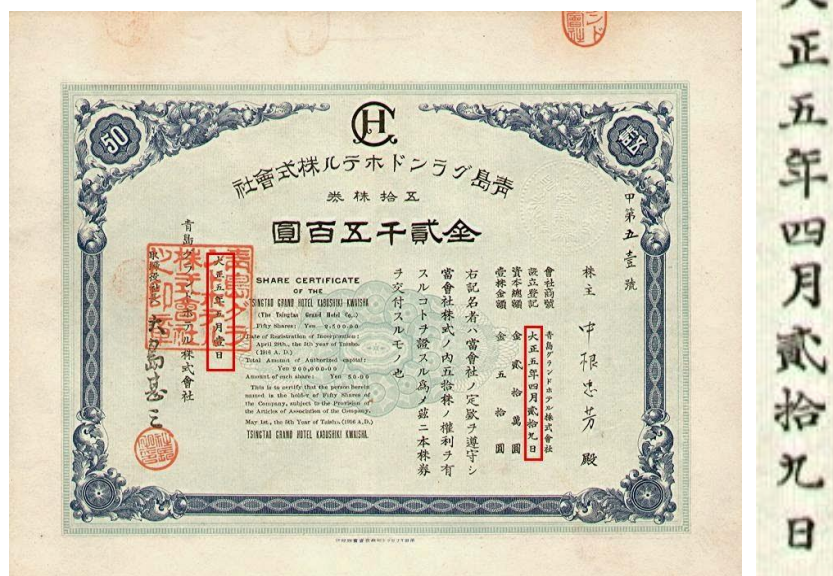 50
CH
青島グランドホテル株式會社
五拾株券
金貳千五百圓
甲第五壹號
株主 中根忠芳 殿
會社商號 青島グランドホテル株式會社
設立登記 大正五年四月貳拾九日
資本總額 金貳拾萬圓
壹株金額 金五拾圓
右記名者ハ當會社ノ定款ヲ遵守シ
當會社株式ノ內五拾株ノ權利ヲ有
スルコトヲ證スル爲メ茲ニ本株券
ヲ交付スルモノ也
SHARE CERTIFICATE
OF THE
TSINGTAO GRAND HOTEL KABUSHIKI KWAISHA
(The Tsingtao Grand Hotel Co.,)
Fifty Shares: Yen 2,500.00
Date of Registration of Incorporation:
April 29th., the 5th year of Taisho
(1916 A. D.)
Total Amount of Authorized capital:
Yen 200,000.00
Amount of each share: Yen 50.00
This is to certify that the person herein
named is the holder of Fifty Shares of
the Company, subject to the Provision of
the Articles of Association of the Company.
May 1st., the 5th Year of Taisho. (1916 A. D.)
TSINGTAO GRAND HOTEL KABUSHIKI KWAISHA.
大正五年五月壹日
青島グランドホテル株式會社
大正五年四月貳拾九日